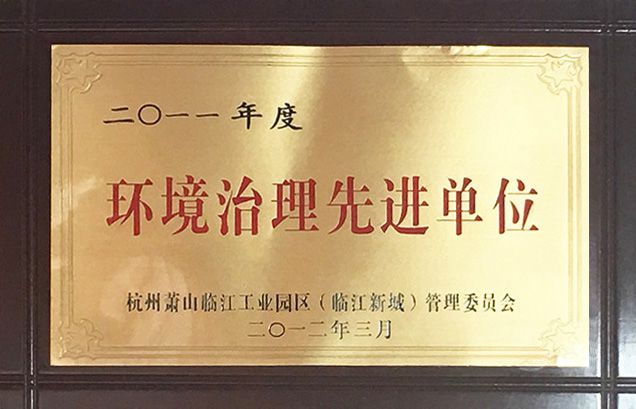 二〇一一年度
环境治理先进单位
杭州萧山临江工业园区（临江新城）管理委员会
二〇一二年三月